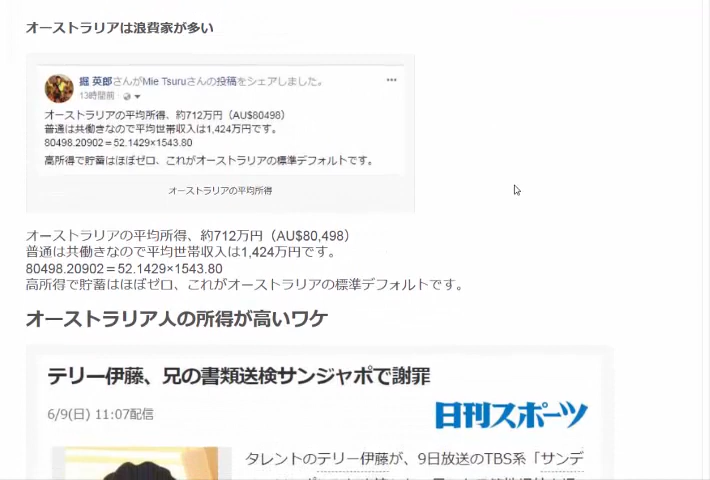 オーストラリアは浪費家が多い
堀 英郎さんがMie Tsuruさんの投稿をシェアしました。
13時間前
オーストラリアの平均所得、約712万円（AU$80498）
普通は共働きなので平均世帯収入は1,424万円です。
80498.20902＝52.1429×1543.80
高所得で貯蓄はほぼゼロ、これがオーストラリアの標準デフォルトです。
オーストラリアの平均所得
オーストラリアの平均所得、約712万円（AU$80,498）
普通は共働きなので平均世帯収入は1,424万円です。
80498.20902＝52.1429×1543.80
高所得で貯蓄はほぼゼロ、これがオーストラリアの標準デフォルトです。
オーストラリア人の所得が高いワケ
テリー伊藤、兄の書類送検サンジャポで謝罪
6/9(日) 11:07配信
日刊スポーツ
タレントのテリー伊藤が、9日放送のTBS系「サンデ